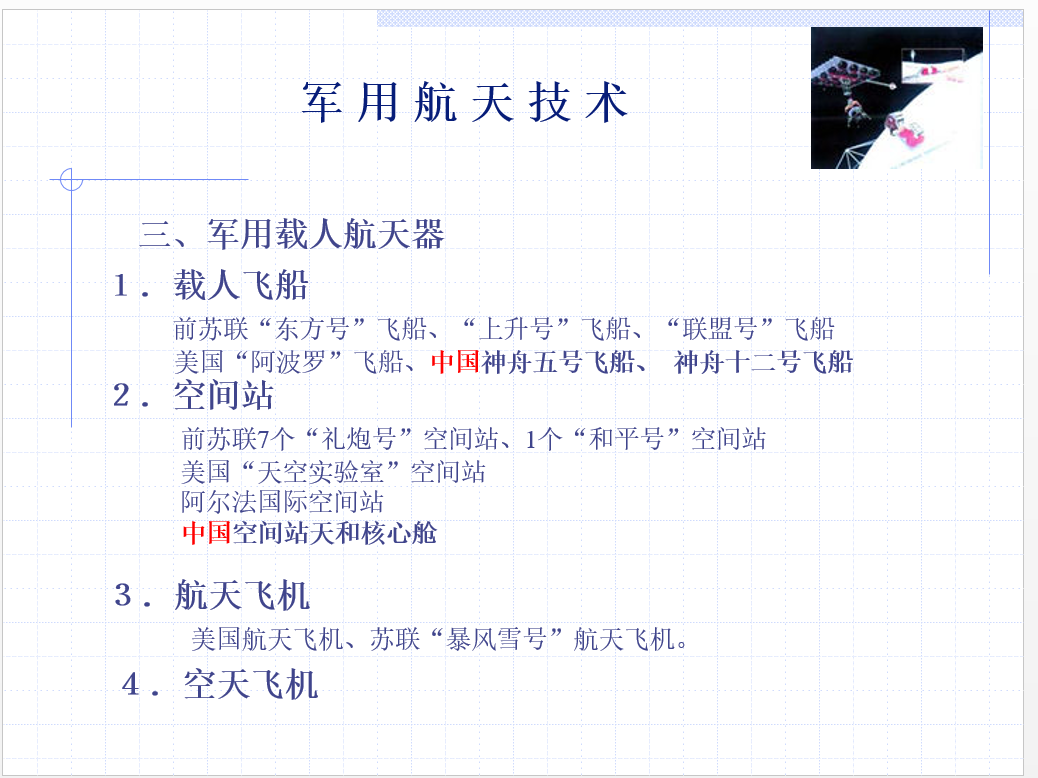 军用航天技术
三、军用载人航天器
1．载人飞船
前苏联“东方号”飞船、“上升号”飞船、“联盟号”飞船
美国“阿波罗”飞船、中国神舟五号飞船、 神舟十二号飞船
2．空间站
前苏联7个“礼炮号”空间站、1个“和平号”空间站
美国“天空实验室”空间站
阿尔法国际空间站
中国空间站天和核心舱
3．航天飞机
美国航天飞机、苏联“暴风雪号”航天飞机。
4．空天飞机